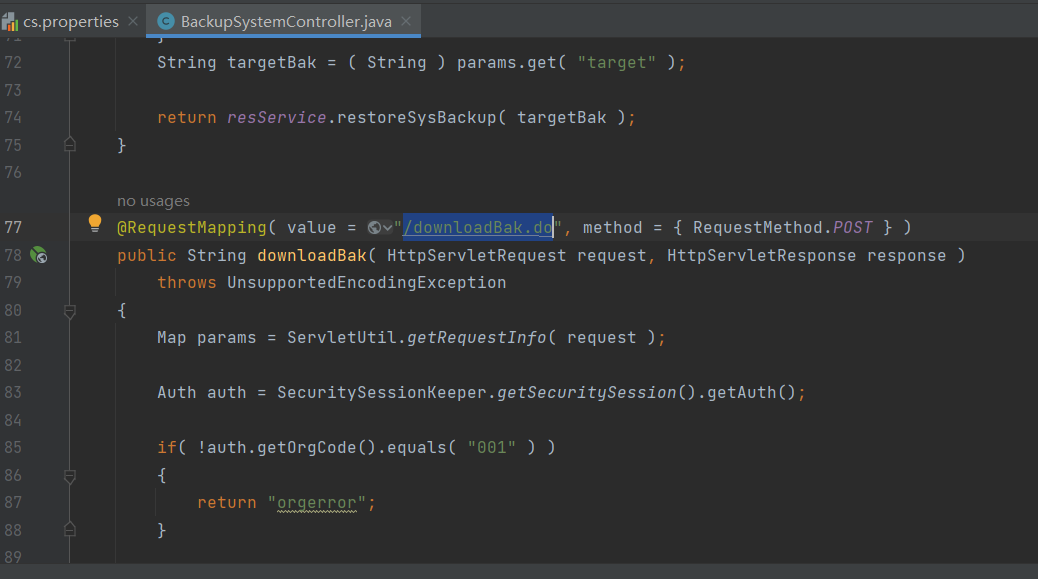 cs.properties
BackupSystemController.java
71 }
72 String targetBak = ( String ) params.get( "target" );
73
74 return resService.restoreSysBackup( targetBak );
75 }
76
no usages
77 @RequestMapping( value = "/downloadBak.do", method = { RequestMethod.POST } )
78 public String downloadBak( HttpServletRequest request, HttpServletResponse response )
79 throws UnsupportedEncodingException
80 {
81 Map params = ServletUtil.getRequestInfo( request );
82
83 Auth auth = SecuritySessionKeeper.getSecuritySession().getAuth();
84
85 if( !auth.getOrgCode().equals( "001" ) )
86 {
87 return "orgerror";
88 }
89